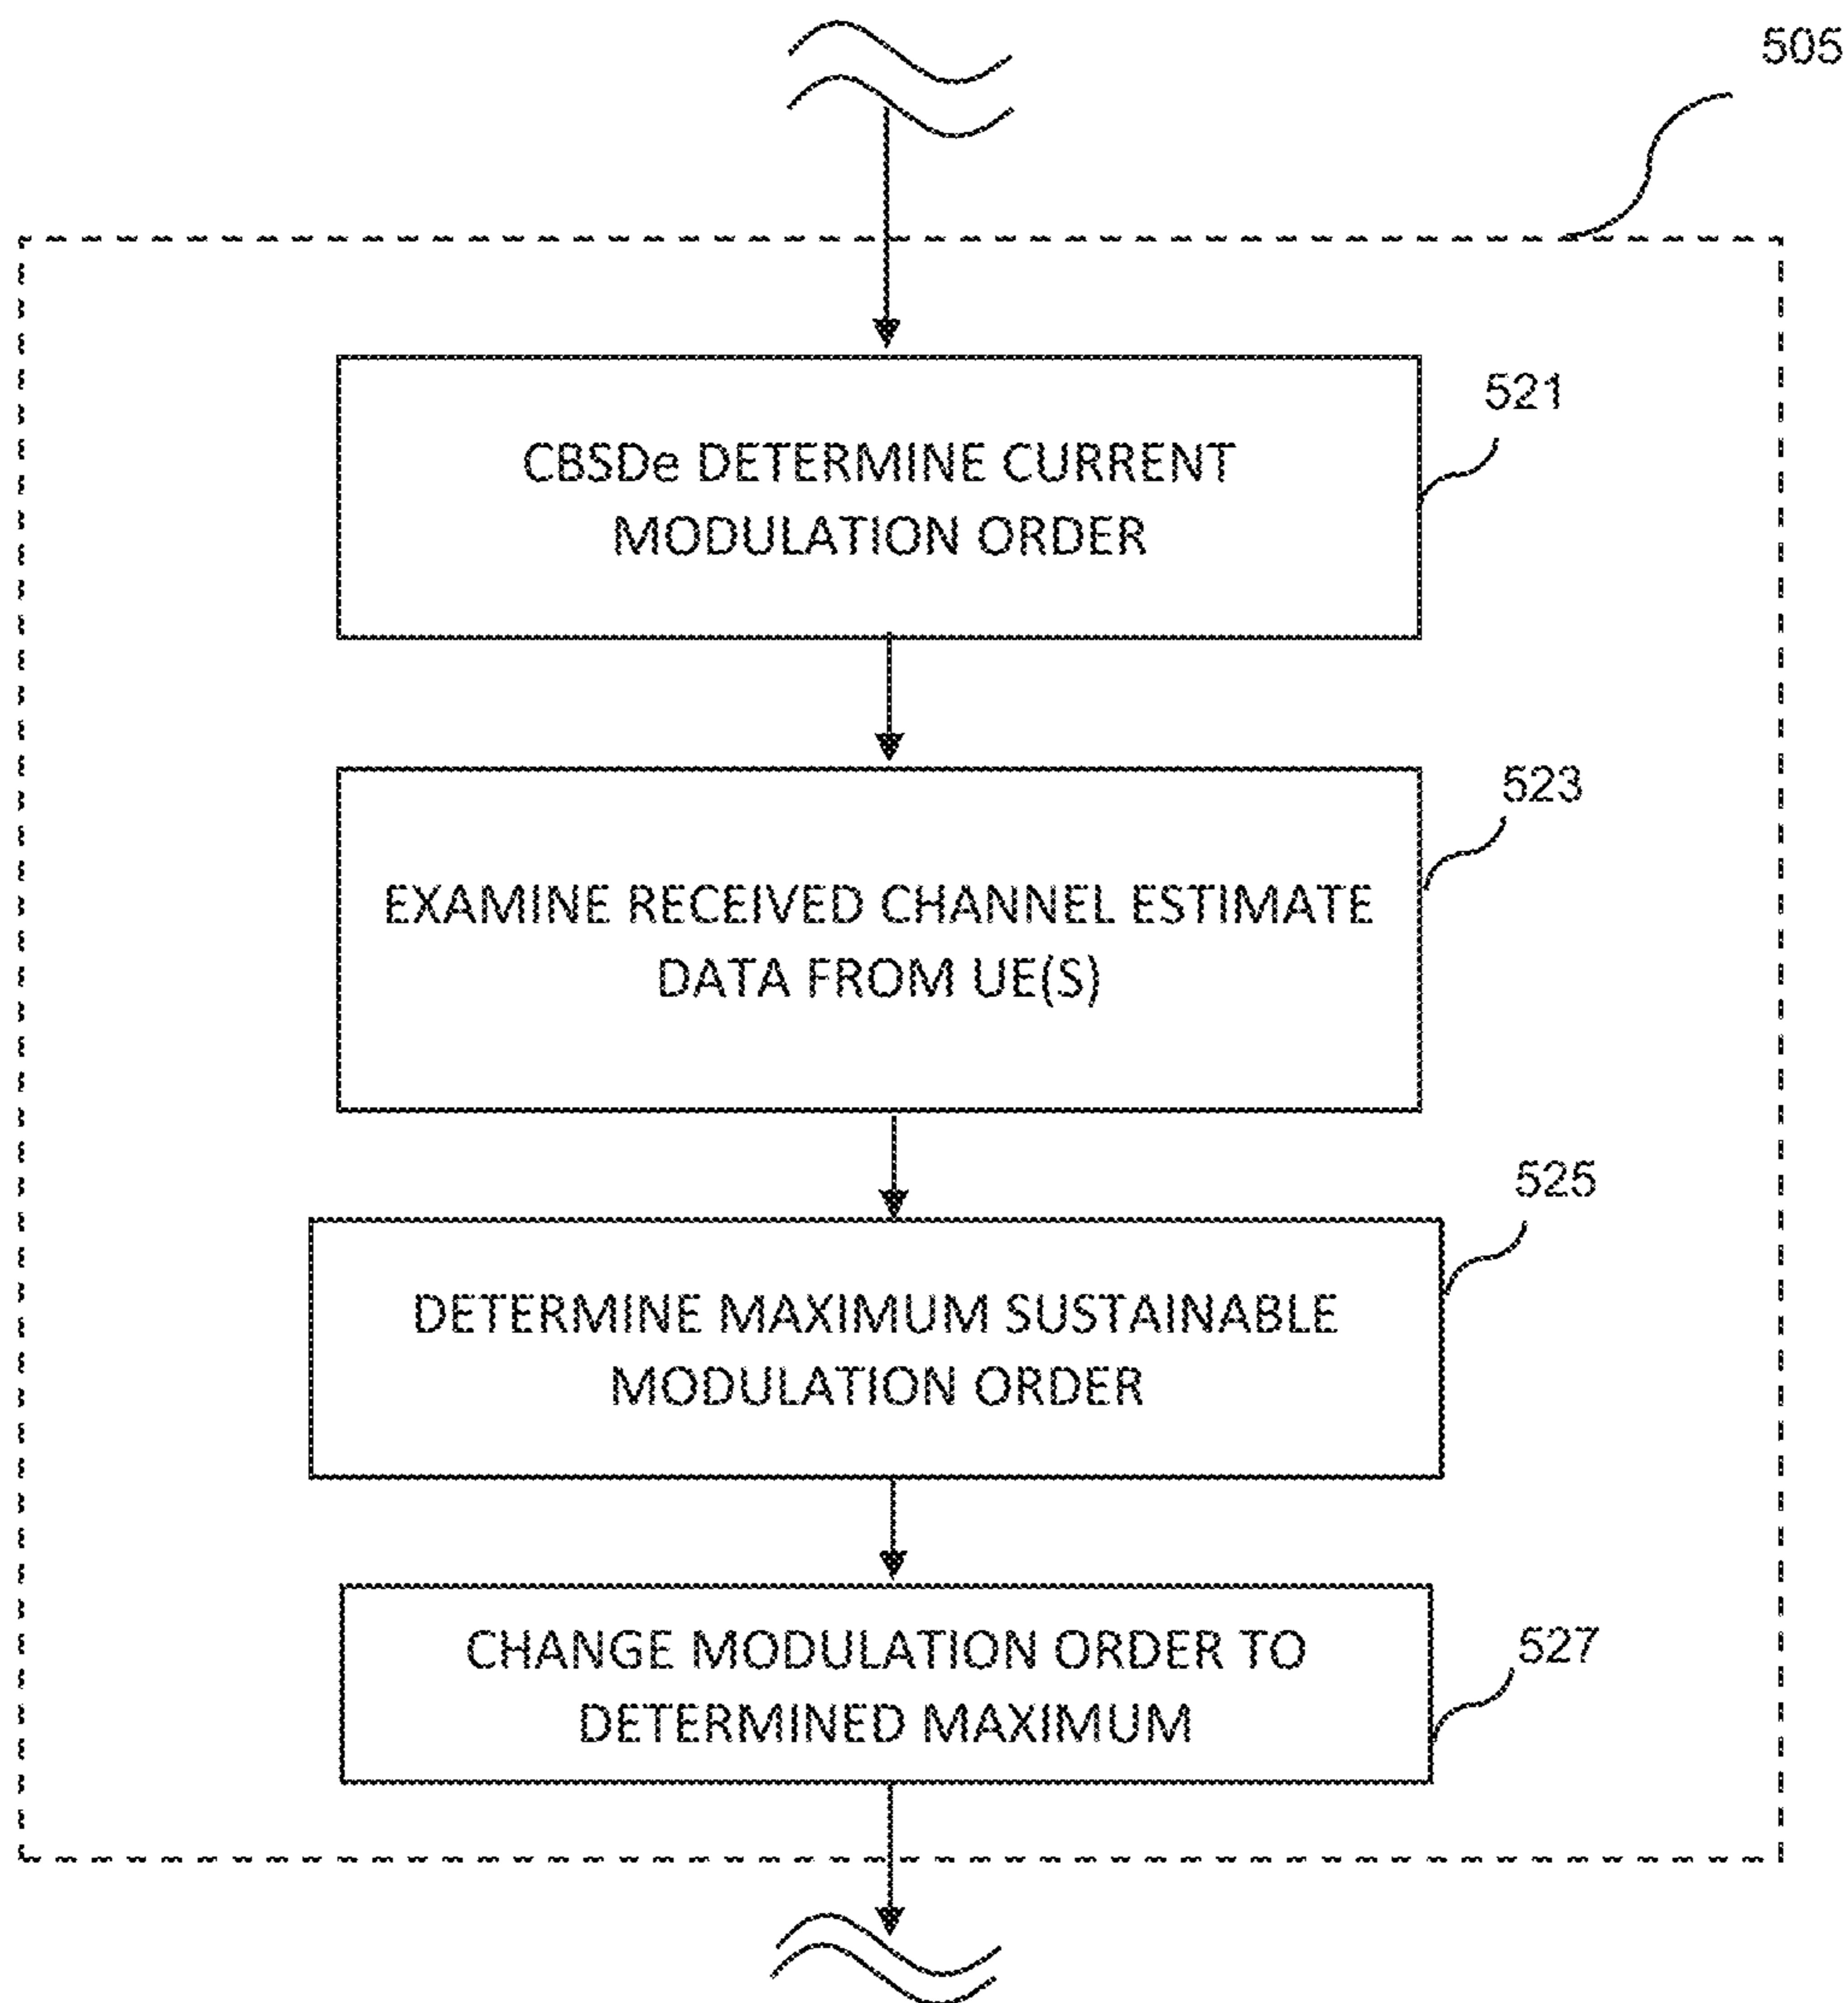 505
CBSDe DETERMINE CURRENT
MODULATION ORDER
521
EXAMINE RECEIVED CHANNEL ESTIMATE
DATA FROM UE(S)
523
DETERMINE MAXIMUM SUSTAINABLE
MODULATION ORDER
525
CHANGE MODULATION ORDER TO
DETERMINED MAXIMUM
527